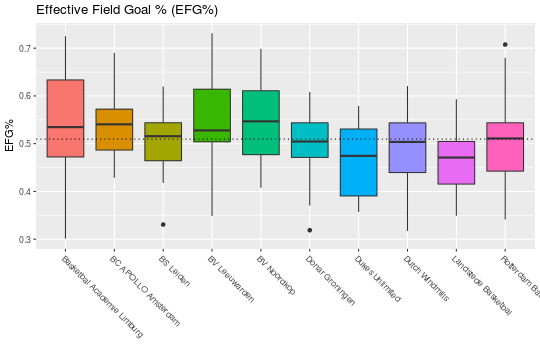 Effective Field Goal % (EFG%)
EFG%
0.7
0.6
0.5
0.4
0.3
Basketbal Academie Limburg
BC APOLLO Amsterdam
BS Leiden
BV Leeuwarden
BV Noordkop
Donar Groningen
Dukes Unlimited
Dutch Windmills
Landstede Basketbal
Rotterdam Bas